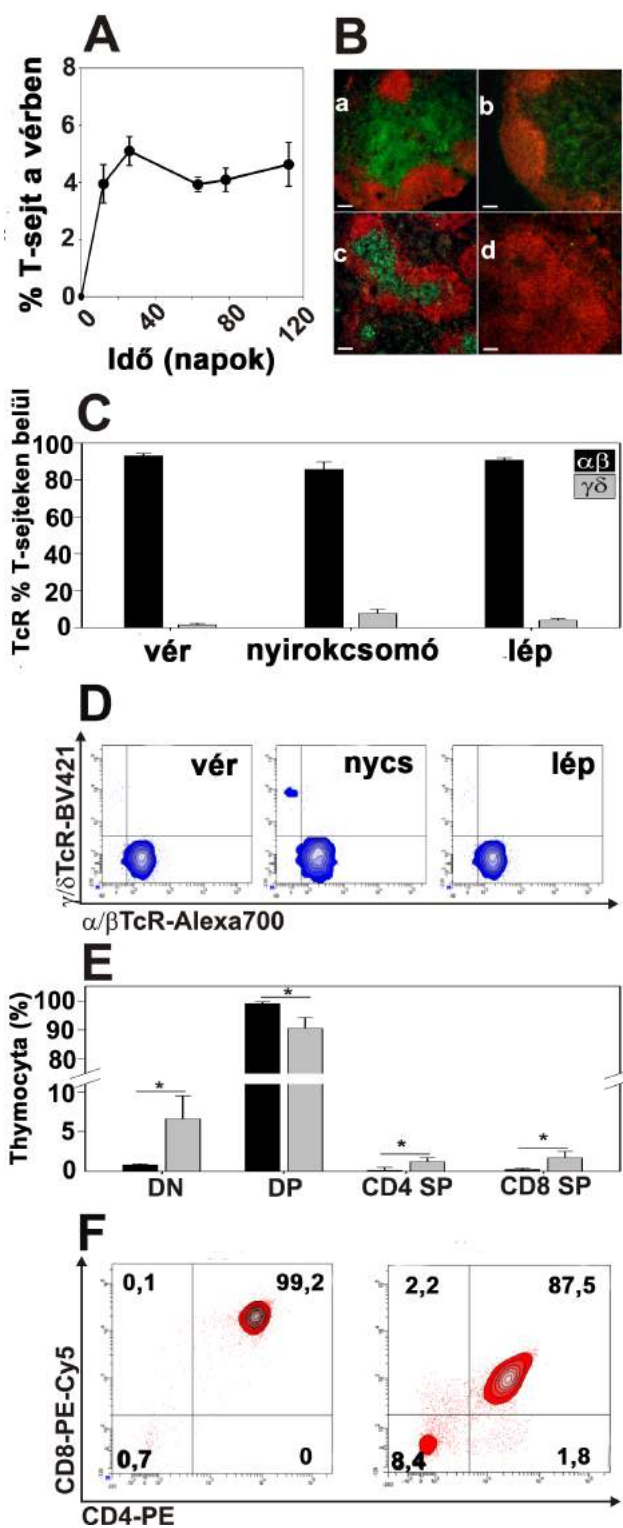 A
B
8
6
4
2
0
% T-sejt a vérben
0
40
80
120
Idő (napok)
a
b
c
d
C
100
80
60
40
20
0
TcR % T-sejteken belül
αβ
γδ
vér
nyirokcsomó
lép
D
vér
nycs
lép
γ/δTcR-BV421
α/βTcR-Alexa700
E
100
90
80
10
5
0
Thymocyta (%)
*
*
*
*
DN
DP
CD4 SP
CD8 SP
F
0,1
99,2
0,7
0
2,2
87,5
8,4
1,8
CD8-PE-Cy5
CD4-PE